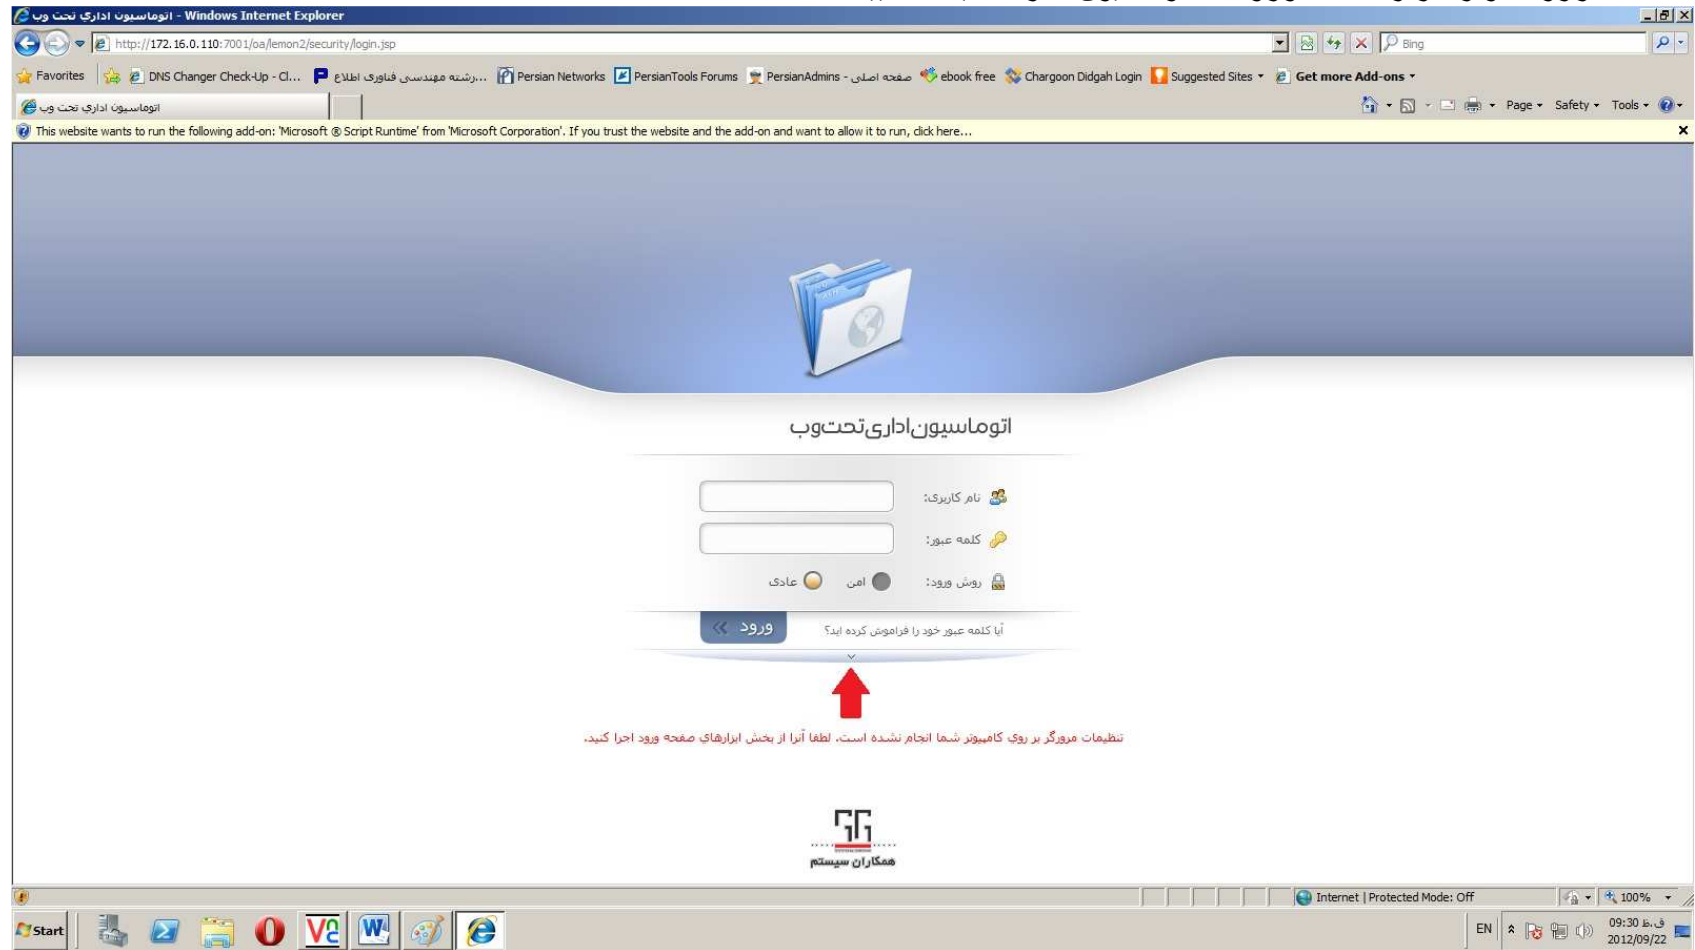 اتوماسيون اداري تحت وب - Windows Internet Explorer
http://172.16.0.110:7001/oa/lemon2/security/login.jsp
Bing
Favorites DNS Changer Check-Up - Cl... رشته مهندسی فناوری اطلاع... Persian Networks PersianTools Forums PersianAdmins - صفحه اصلی ebook free Chargoon Didgah Login Suggested Sites Get more Add-ons
اتوماسيون اداري تحت وب
Page Safety Tools
This website wants to run the following add-on: 'Microsoft ® Script Runtime' from 'Microsoft Corporation'. If you trust the website and the add-on and want to allow it to run, click here...
اتوماسیون اداری تحت وب
نام کاربری:
کلمه عبور:
روش ورود: امن عادی
آیا کلمه عبور خود را فراموش کرده اید؟ ورود
تنظیمات مرورگر بر روي کامپیوتر شما انجام نشده است، لطفا آنرا از بخش ابزارهاي صفحه ورود اجرا کنید.
همکاران سیستم
Internet | Protected Mode: Off
100%
Start
EN
09:30 ق.ظ
2012/09/22